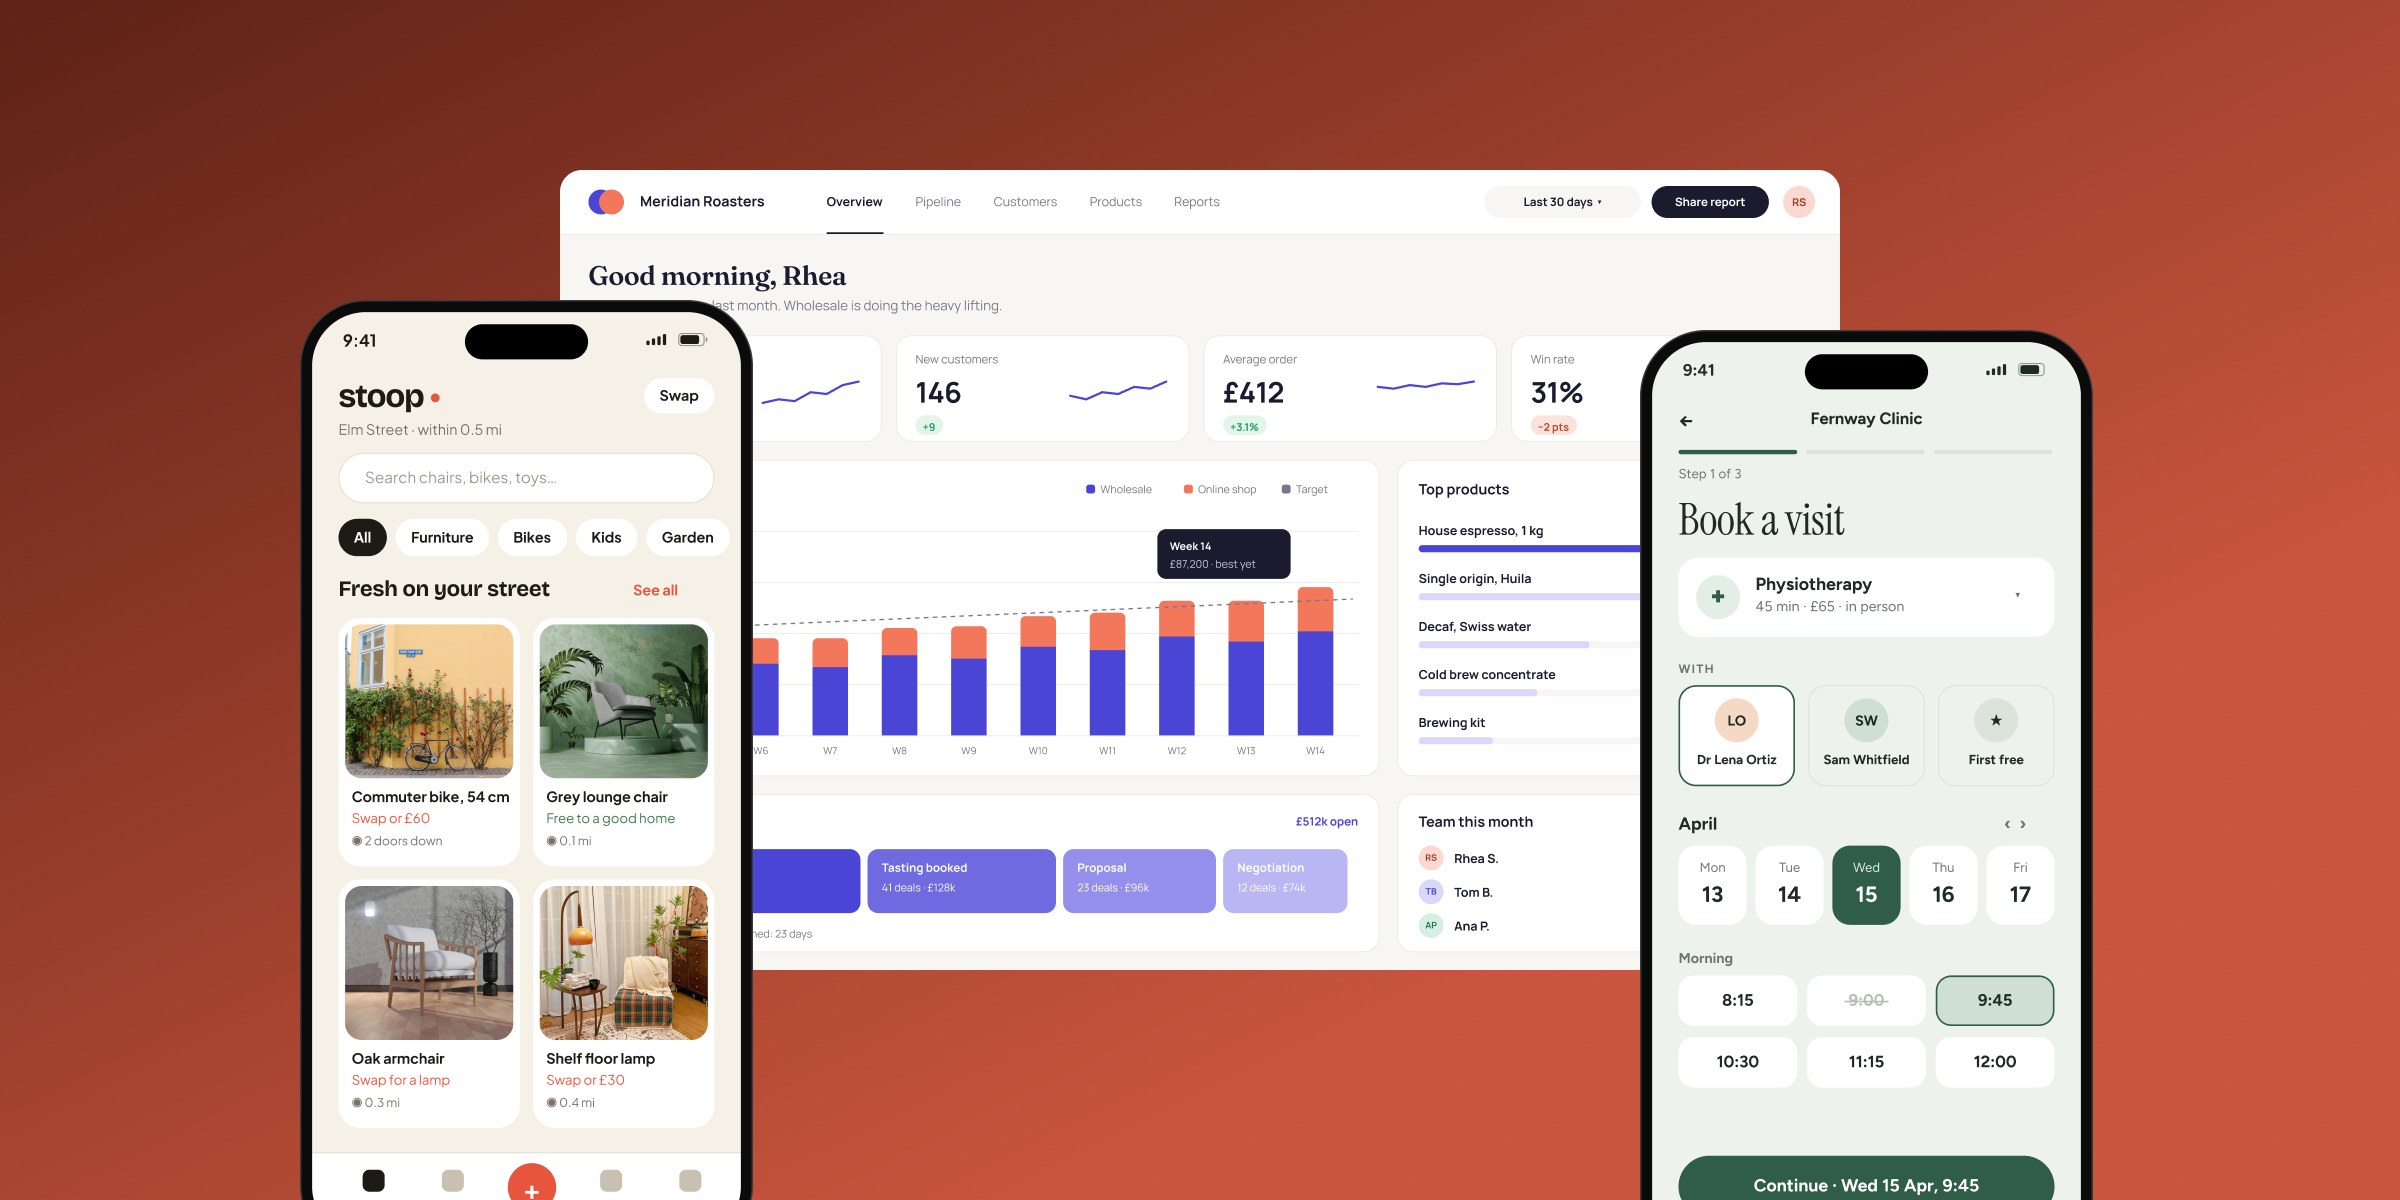 Meridian Roasters
Overview
Pipeline
Customers
Products
Reports
Last 30 days
Share report
RS
Good morning, Rhea
last month. Wholesale is doing the heavy lifting.
New customers
146
+9
Average order
£412
+3.1%
Win rate
31%
−2 pts
Wholesale
Online shop
Target
Week 14
£87,200 · best yet
W6
W7
W8
W9
W10
W11
W12
W13
W14
Top products
House espresso, 1 kg
Single origin, Huila
Decaf, Swiss water
Cold brew concentrate
Brewing kit
£512k open
Tasting booked
41 deals · £128k
Proposal
23 deals · £96k
Negotiation
12 deals · £74k
23 days
Team this month
RS
Rhea S.
TB
Tom B.
AP
Ana P.
9:41
stoop
Swap
Elm Street · within 0.5 mi
Search chairs, bikes, toys…
All
Furniture
Bikes
Kids
Garden
Fresh on your street
See all
Commuter bike, 54 cm
Swap or £60
2 doors down
Grey lounge chair
Free to a good home
0.1 mi
Oak armchair
Swap for a lamp
0.3 mi
Shelf floor lamp
Swap or £30
0.4 mi
+
9:41
Fernway Clinic
Step 1 of 3
Book a visit
Physiotherapy
45 min · £65 · in person
WITH
LO
Dr Lena Ortiz
SW
Sam Whitfield
First free
April
Mon
13
Tue
14
Wed
15
Thu
16
Fri
17
Morning
8:15
9:00
9:45
10:30
11:15
12:00
Continue · Wed 15 Apr, 9:45